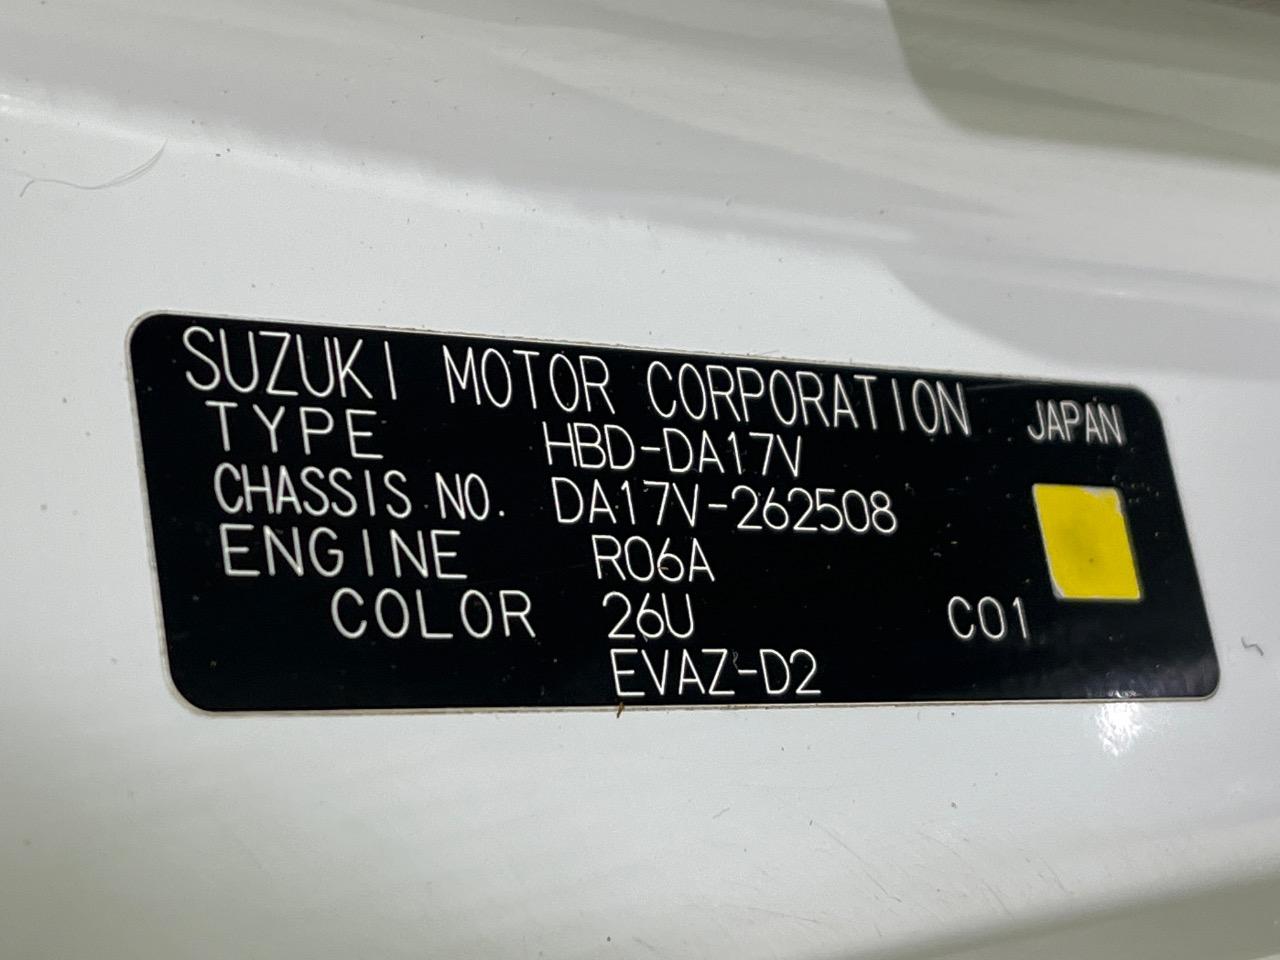 SUZUKI MOTOR CORPORATION JAPAN
TYPE HBD-DA17V
CHASSIS NO. DA17V-262508
ENGINE R06A
COLOR 26U C01
EVAZ-D2